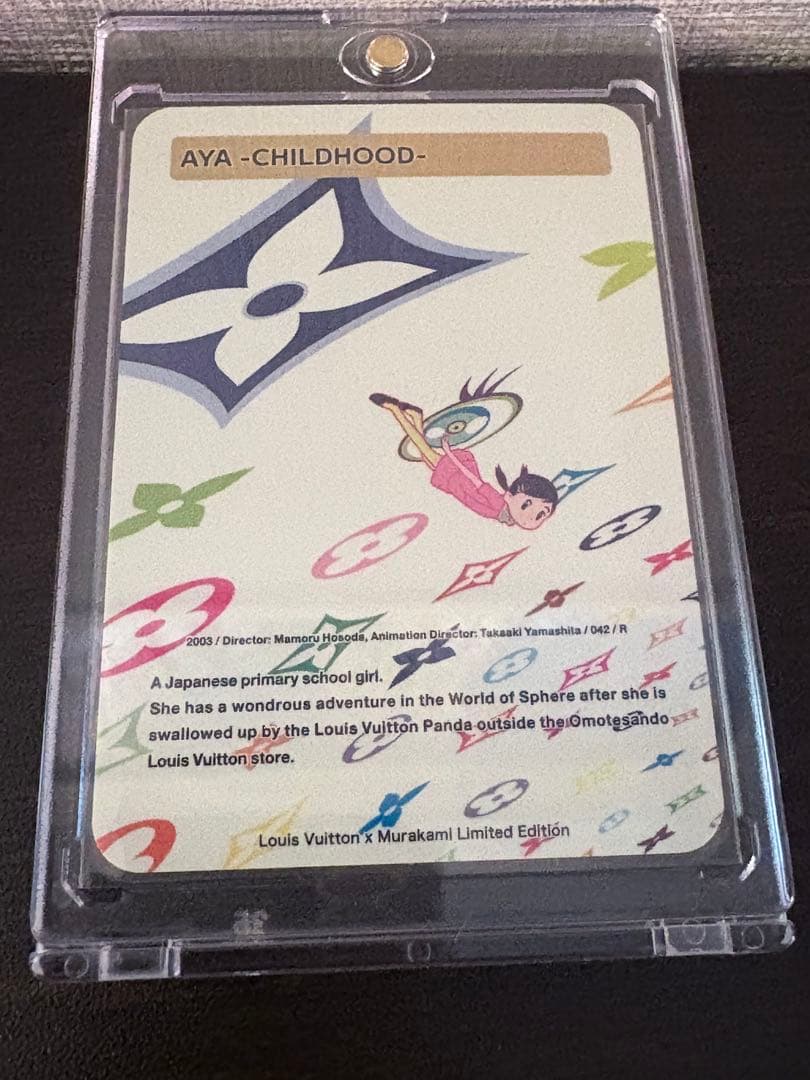 AYA -CHILDHOOD-
2003 / Director: Mamoru Hosoda, Animation Director: Takaaki Yamashita / 042 / R
A Japanese primary school girl.
She has a wondrous adventure in the World of Sphere after she is
swallowed up by the Louis Vuitton Panda outside the Omotesando
Louis Vuitton store.
Louis Vuitton x Murakami Limited Edition